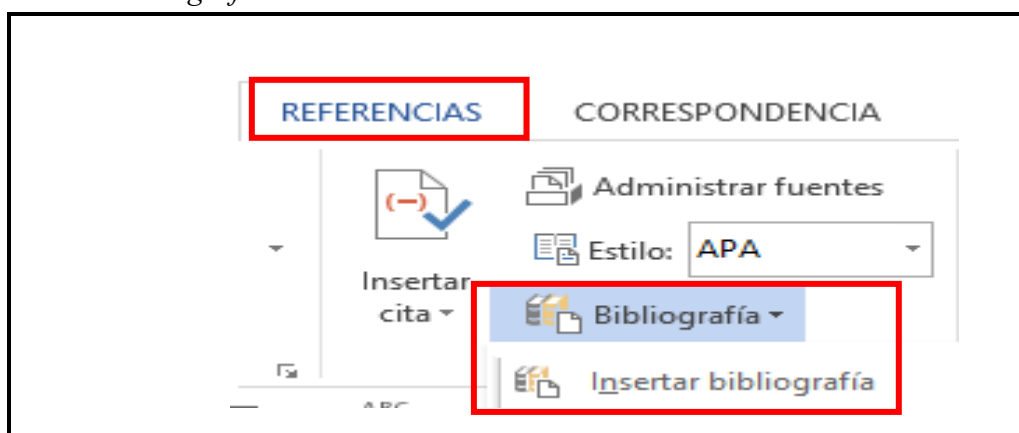 REFERENCIAS CORRESPONDENCIA
Administrar fuentes
Estilo: APA
Insertar
cita
Bibliografía
Insertar bibliografía